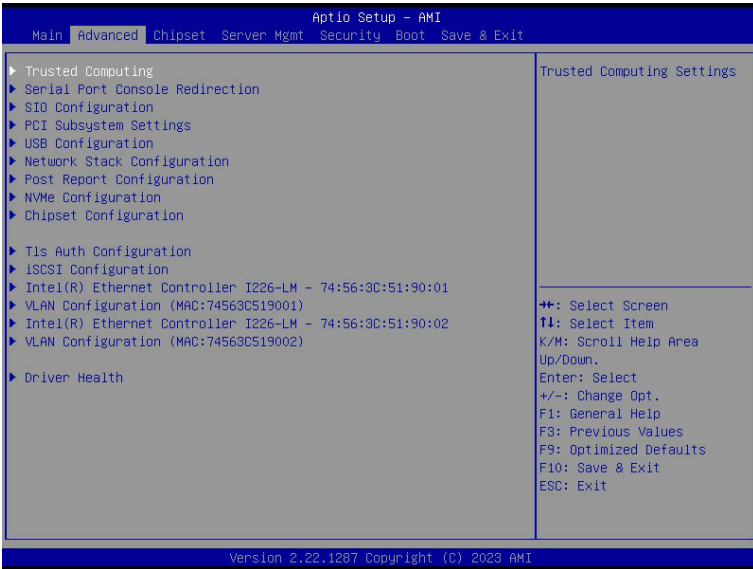 Aptio Setup – AMI
Main Advanced Chipset Server Mgmt Security Boot Save & Exit
Trusted Computing
Serial Port Console Redirection
SIO Configuration
PCI Subsystem Settings
USB Configuration
Network Stack Configuration
Post Report Configuration
NVMe Configuration
Chipset Configuration
Tls Auth Configuration
iSCSI Configuration
Intel(R) Ethernet Controller I226-LM – 74:56:3C:51:90:01
VLAN Configuration (MAC:74563C519001)
Intel(R) Ethernet Controller I226-LM – 74:56:3C:51:90:02
VLAN Configuration (MAC:74563C519002)
Driver Health
Trusted Computing Settings
→←: Select Screen
↑↓: Select Item
K/M: Scroll Help Area
Up/Down.
Enter: Select
+/-: Change Opt.
F1: General Help
F3: Previous Values
F9: Optimized Defaults
F10: Save & Exit
ESC: Exit
Version 2.22.1287 Copyright (C) 2023 AMI